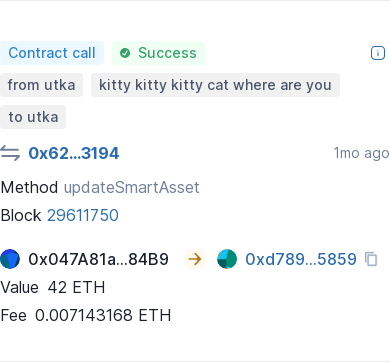 Contract call Success
from utka kitty kitty kitty cat where are you
to utka
0x62...3194 1mo ago
Method updateSmartAsset
Block 29611750
0x047A81a...84B9 0xd789...5859
Value 42 ETH
Fee 0.007143168 ETH